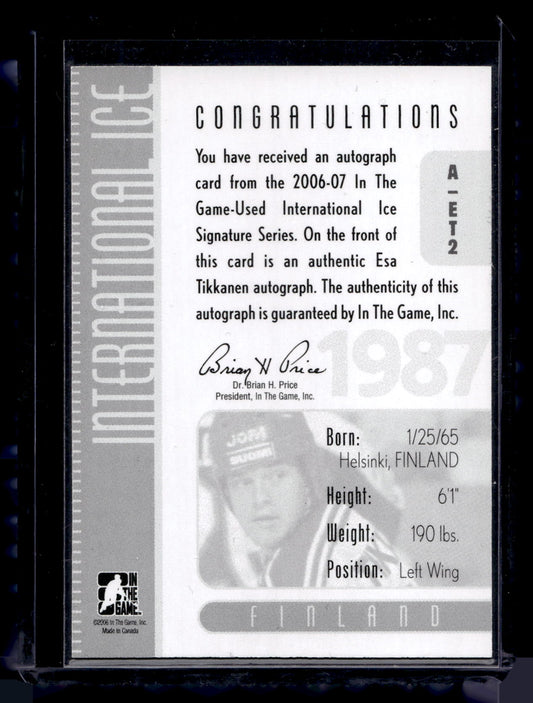 INTERNATIONAL ICE
CONGRATULATIONS
You have received an autograph
card from the 2006-07 In The
Game-Used International Ice
Signature Series. On the front of
this card is an authentic Esa
Tikkanen autograph. The authenticity of this
autograph is guaranteed by In The Game, Inc.
A-ET2
Brian H Price
Dr. Brian H. Price
President, In The Game, Inc.
1987
JOFA
SUOMI
Born: 1/25/65
Helsinki, FINLAND
Height: 6'1"
Weight: 190 lbs.
Position: Left Wing
IN
THE
GAME
©2006 In The Game, Inc.
Made in Canada
FINLAND